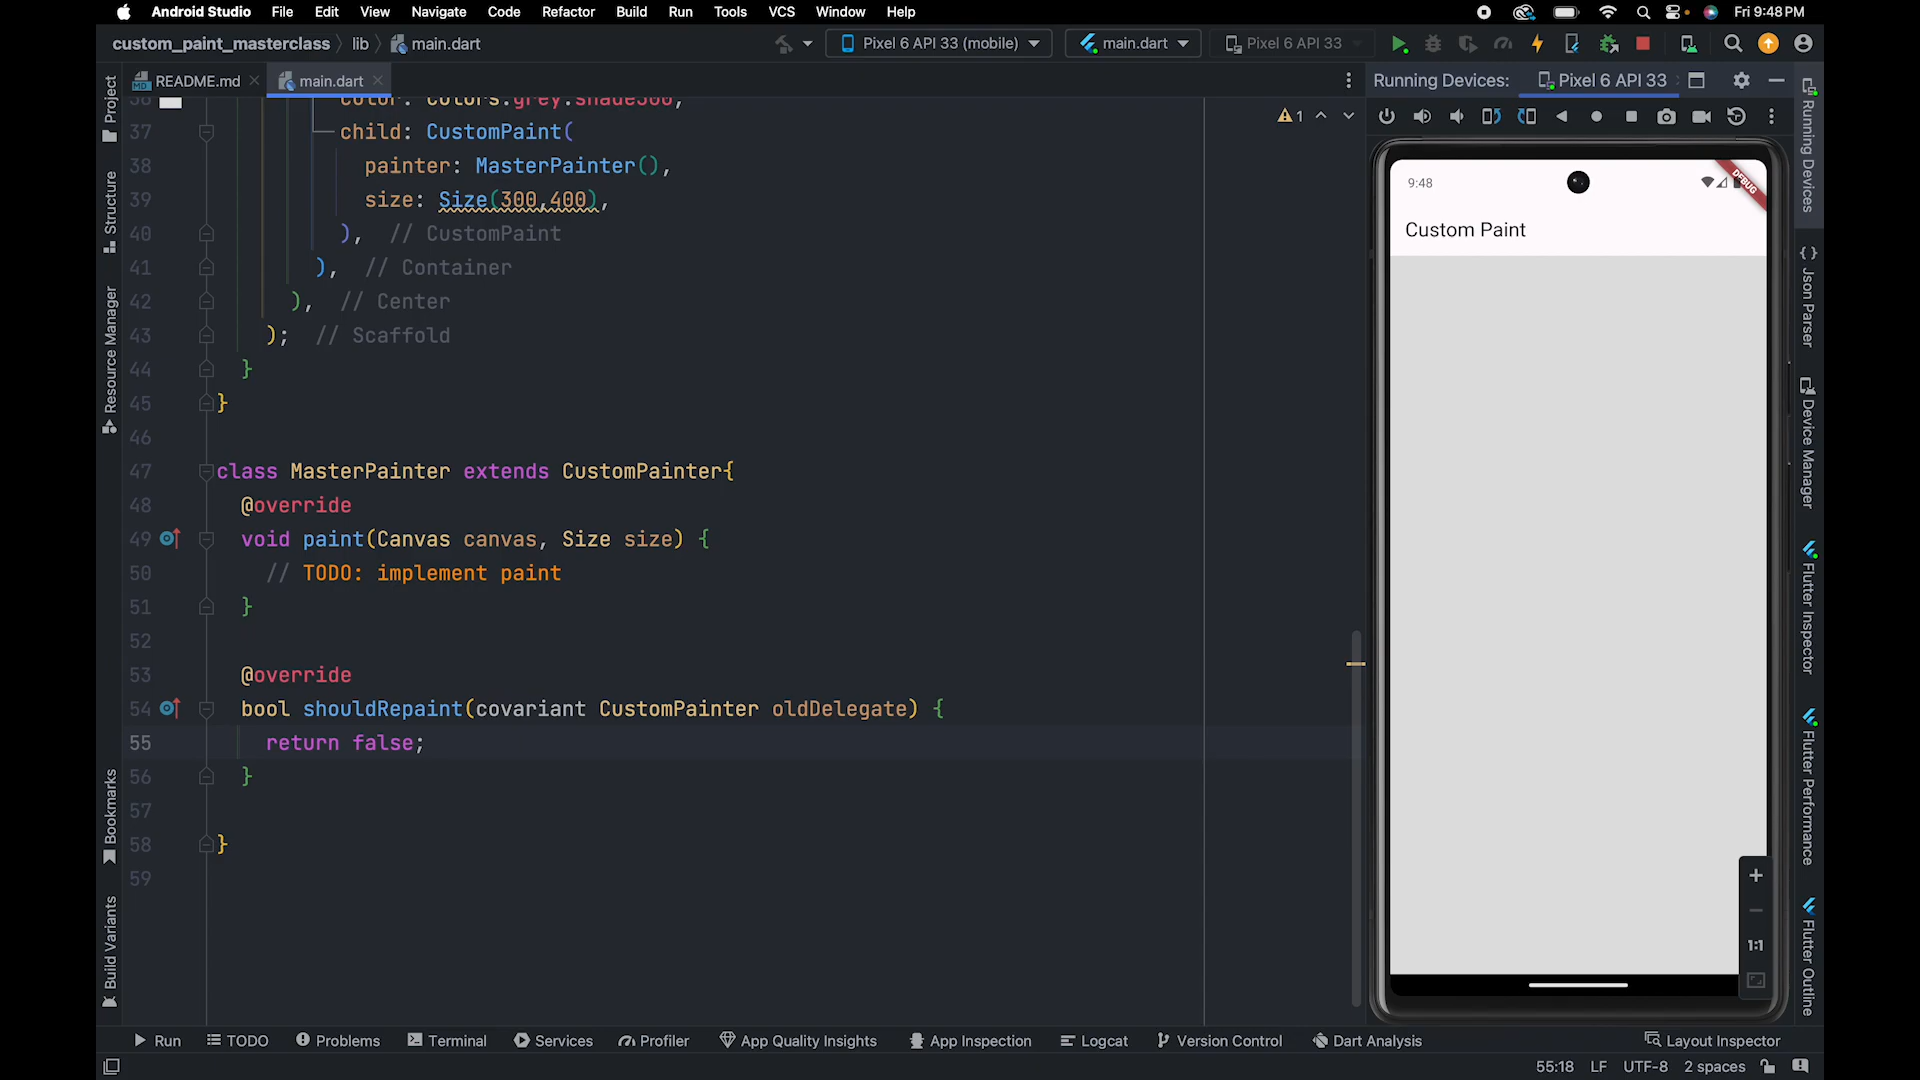 Android Studio File Edit View Navigate Code Refactor Build Run Tools VCS Window Help Fri 9:48 PM
custom_paint_masterclass lib main.dart Pixel 6 API 33 (mobile) main.dart Pixel 6 API 33
README.md main.dart Running Devices: Pixel 6 API 33
36 color: Colors.grey.shade300,
1
37 child: CustomPaint(
38 painter: MasterPainter(),
39 size: Size(300,400),
40 ), // CustomPaint
41 ), // Container
42 ), // Center
43 ); // Scaffold
44 }
45 }
46
47 class MasterPainter extends CustomPainter{
48 @override
49 void paint(Canvas canvas, Size size) {
50 // TODO: implement paint
51 }
52
53 @override
54 bool shouldRepaint(covariant CustomPainter oldDelegate) {
55 return false;
56 }
57
58 }
59
Project
Structure
Resource Manager
Bookmarks
Build Variants
9:48
DEBUG
Custom Paint
1:1
Running Devices
{ } Json Parser
Device Manager
Flutter Inspector
Flutter Performance
Flutter Outline
Run TODO Problems Terminal Services Profiler App Quality Insights App Inspection Logcat Version Control Dart Analysis Layout Inspector
55:18 LF UTF-8 2 spaces